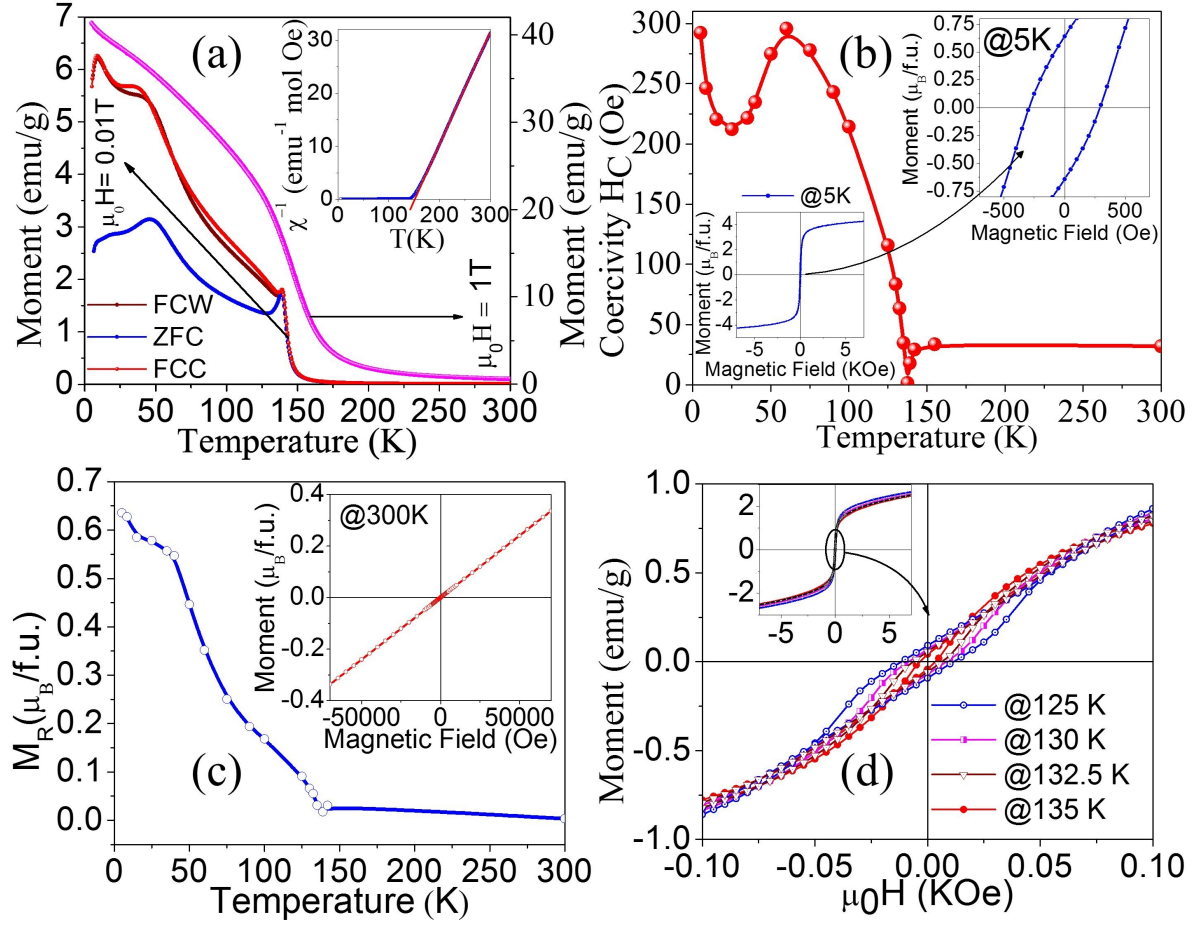 (a)
7
6
5
4
3
2
1
0
Moment (emu/g)
μ0H= 0.01T
FCW
ZFC
FCC
0 50 100 150 200 250 300
Temperature (K)
40
30
20
10
0
Moment (emu/g)
μ0H = 1T
30
20
10
0
χ-1 (emu-1 mol Oe)
0 100 200 300
T(K)
(b)
300
250
200
150
100
50
0
Coercivity HC (Oe)
0 50 100 150 200 250 300
Temperature (K)
@5K
0.75
0.50
0.25
0.00
-0.25
-0.50
0.75
Moment (μB/f.u.)
-500 0 500
Magnetic Field (Oe)
@5K
4
2
0
-2
-4
Moment (μB/f.u.)
-5 0 5
Magnetic Field (KOe)
(c)
0.7
0.6
0.5
0.4
0.3
0.2
0.1
0.0
MR(μB/f.u.)
0 50 100 150 200 250 300
Temperature (K)
@300K
0.4
0.2
0.0
-0.2
-0.4
Moment (μB/f.u.)
-50000 0 50000
Magnetic Field (Oe)
(d)
1.0
0.5
0.0
-0.5
-1.0
Moment (emu/g)
-0.10 -0.05 0.00 0.05 0.10
μ0H (KOe)
2
0
-2
-5 0 5
@125 K
@130 K
@132.5 K
@135 K